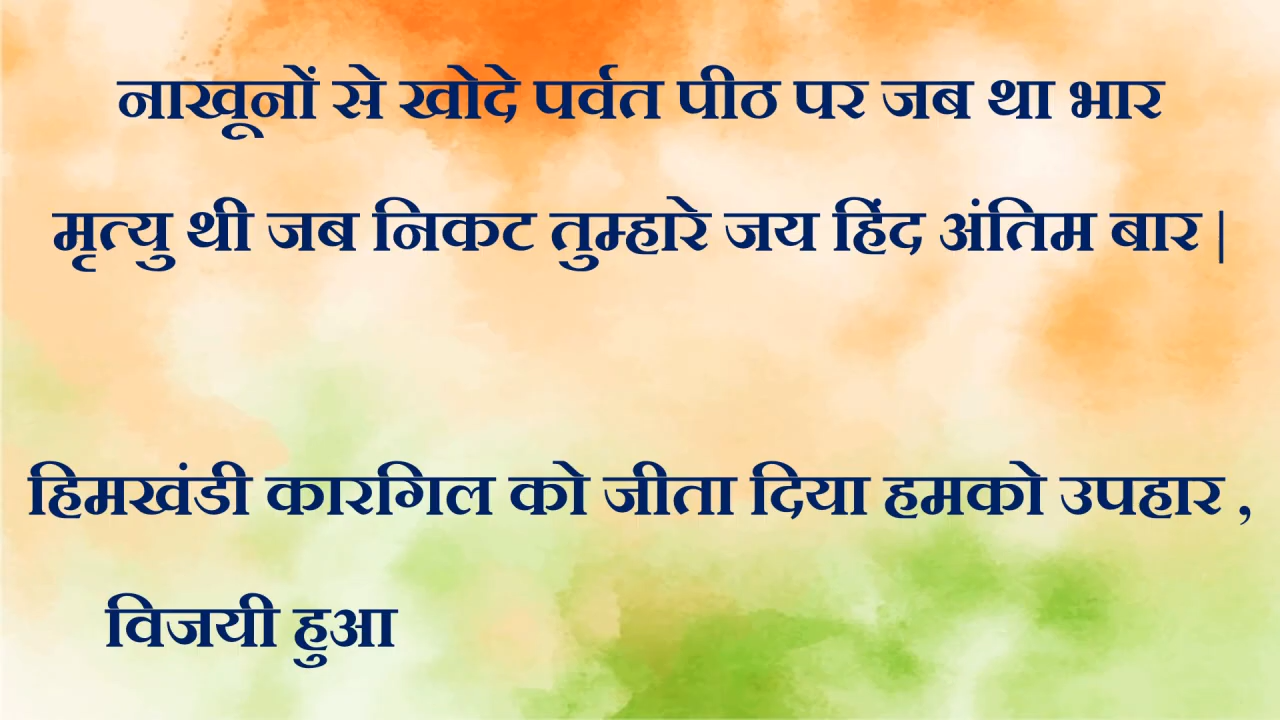 नाखूनों से खोदे पर्वत पीठ पर जब था भार
मृत्यु थी जब निकट तुम्हारे जय हिंद अंतिम बार |
हिमखंडी कारगिल को जीता दिया हमको उपहार ,
विजयी हुआ